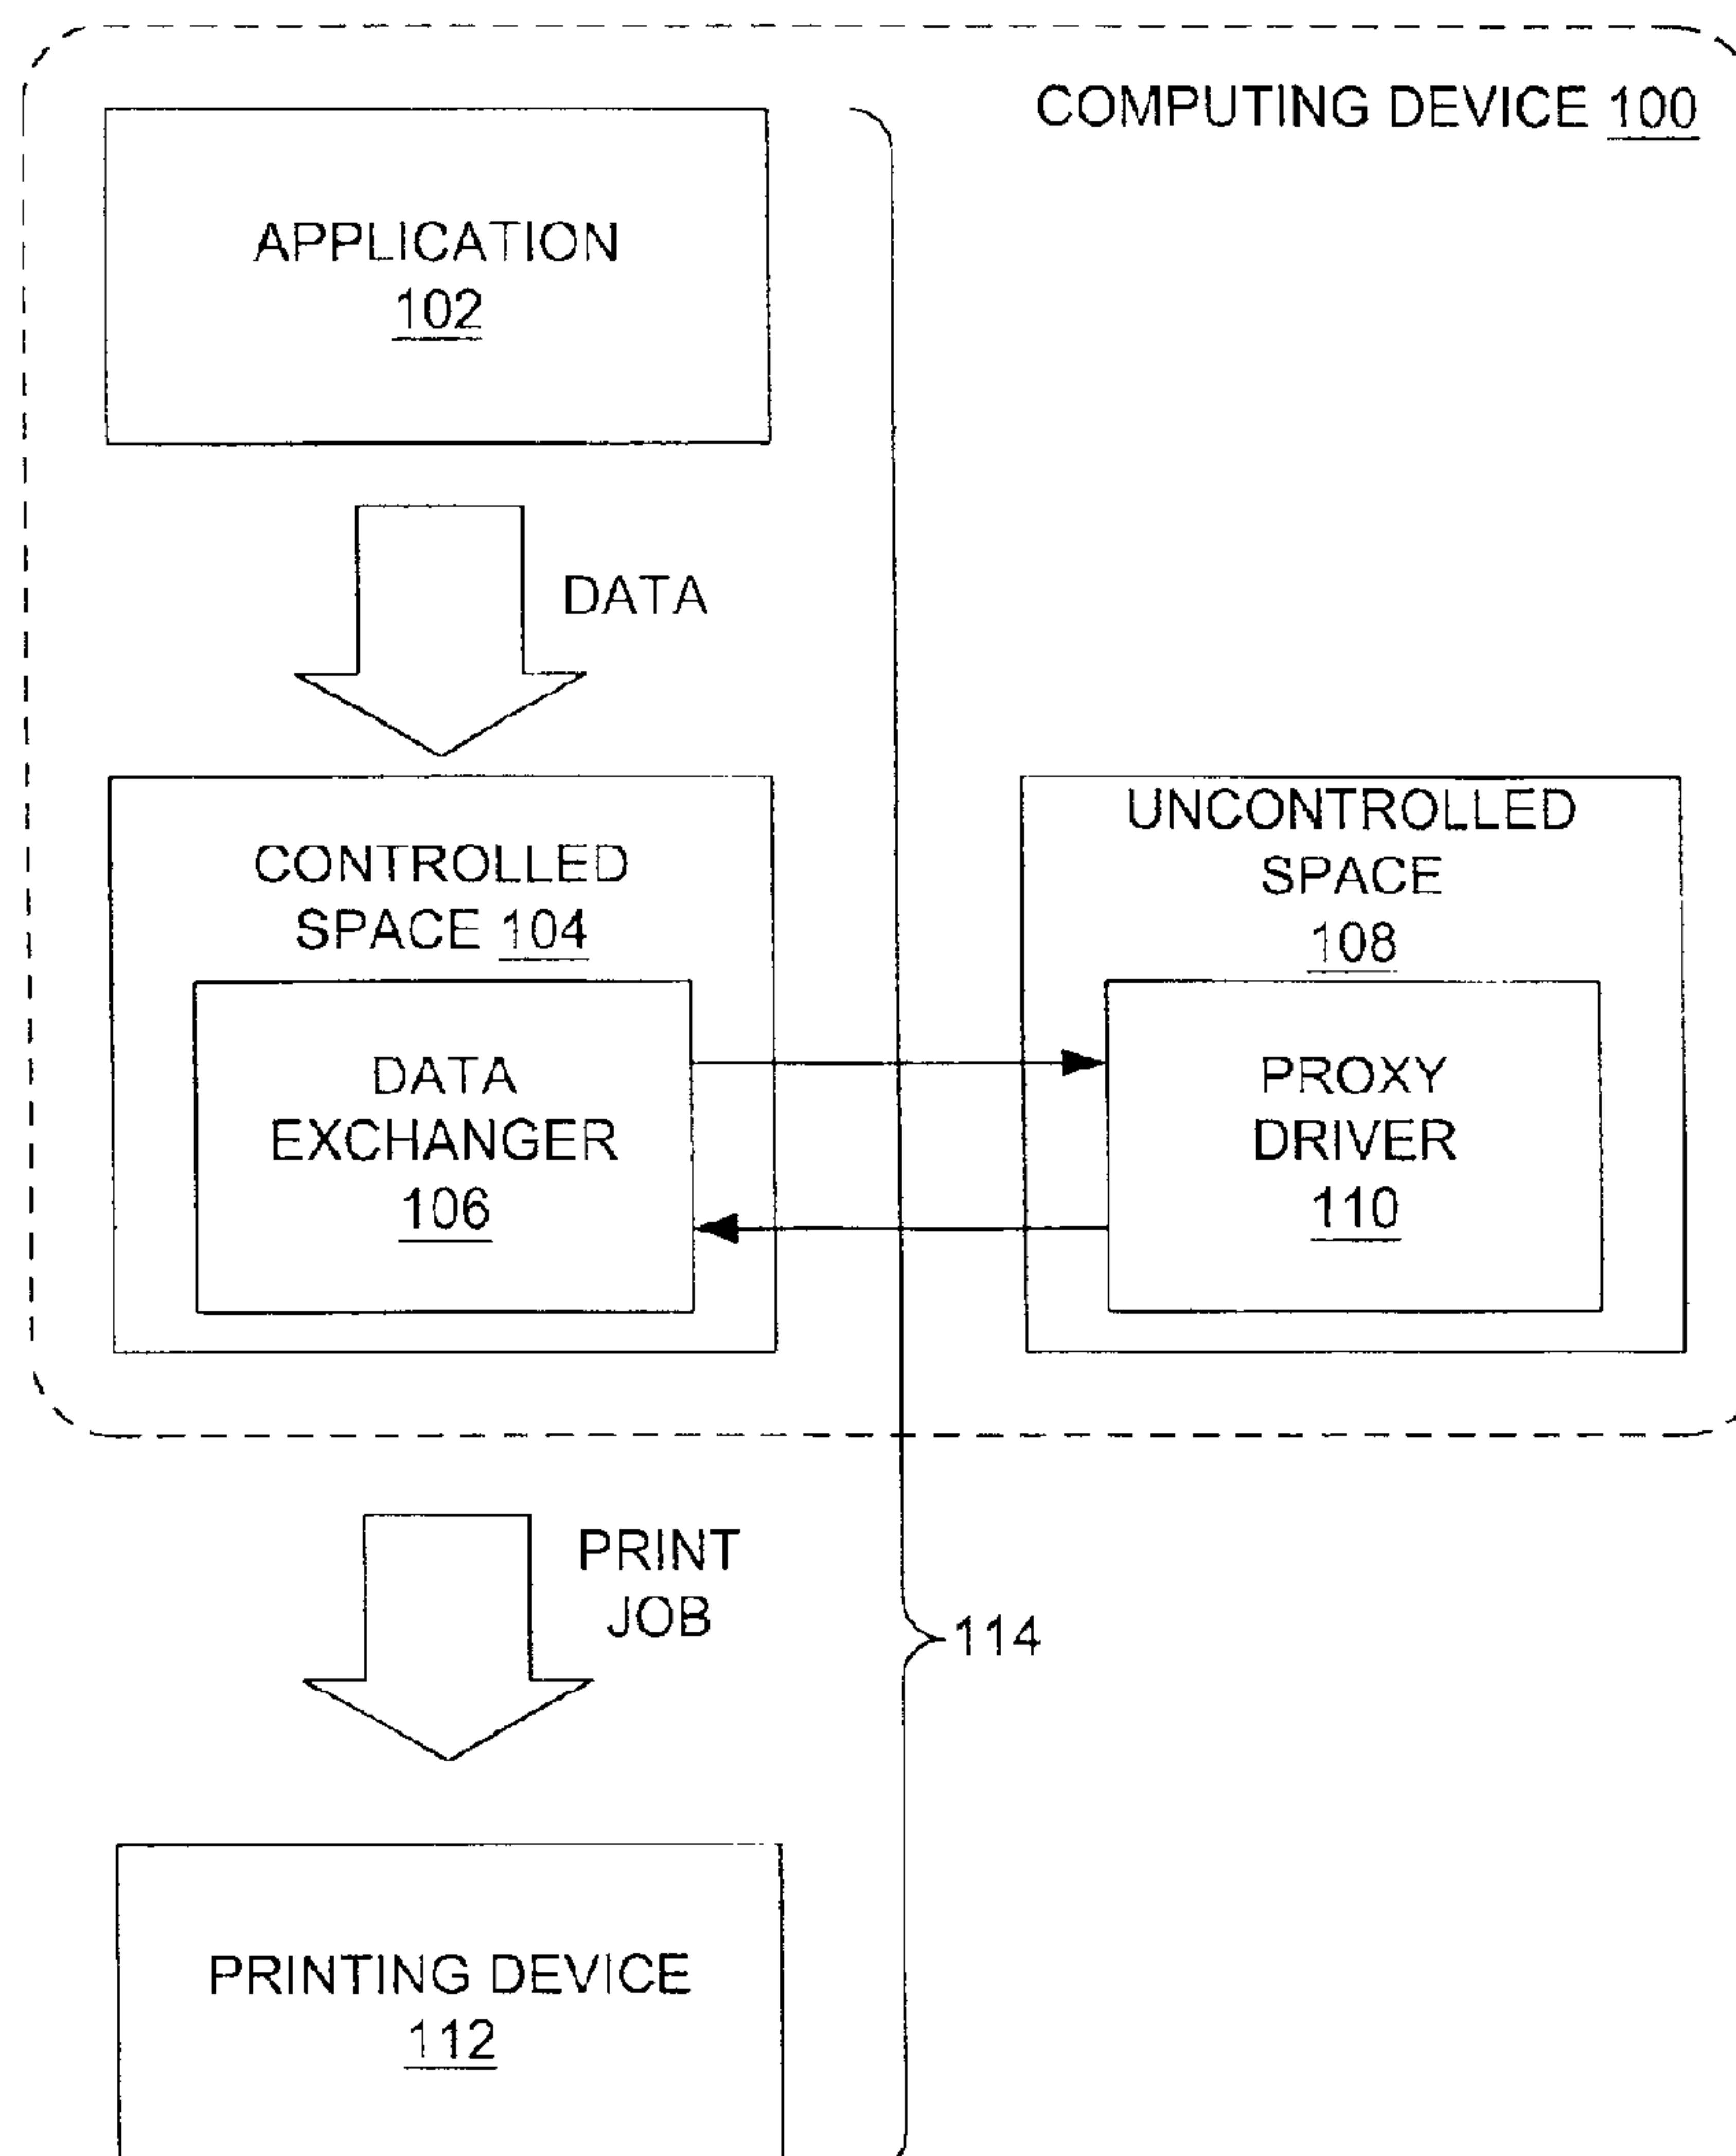 COMPUTING DEVICE 100
APPLICATION
102
DATA
CONTROLLED
SPACE 104
DATA
EXCHANGER
106
UNCONTROLLED
SPACE
108
PROXY
DRIVER
110
PRINT
JOB
114
PRINTING DEVICE
112